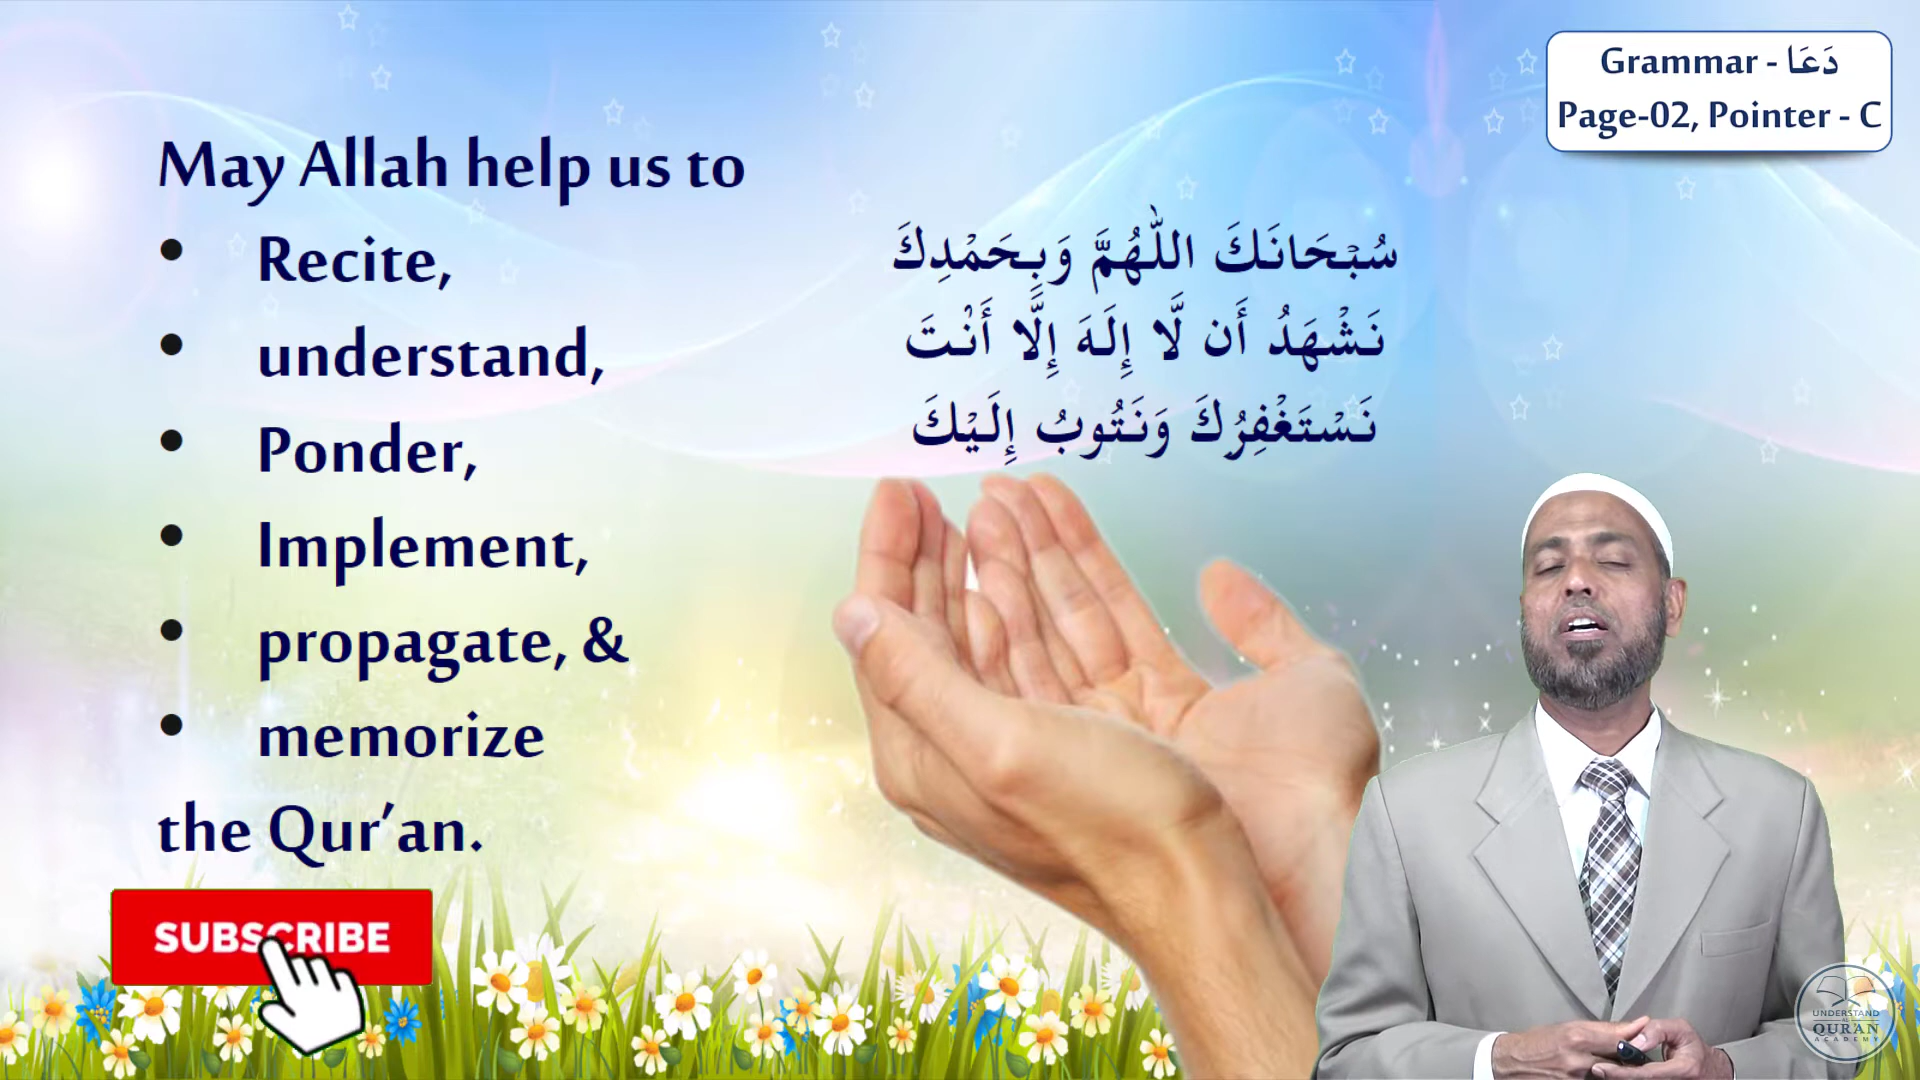 Grammar - دَعَا
Page-02, Pointer - C
May Allah help us to
• Recite,
• understand,
• Ponder,
• Implement,
• propagate, &
• memorize
the Qur’an.
سُبْحَانَكَ اللّٰهُمَّ وَبِحَمْدِكَ
نَشْهَدُ أَن لَّا إِلَهَ إِلَّا أَنْتَ
نَسْتَغْفِرُكَ وَنَتُوبُ إِلَيْكَ
SUBSCRIBE
UNDERSTAND
AL
QURAN
ACADEMY